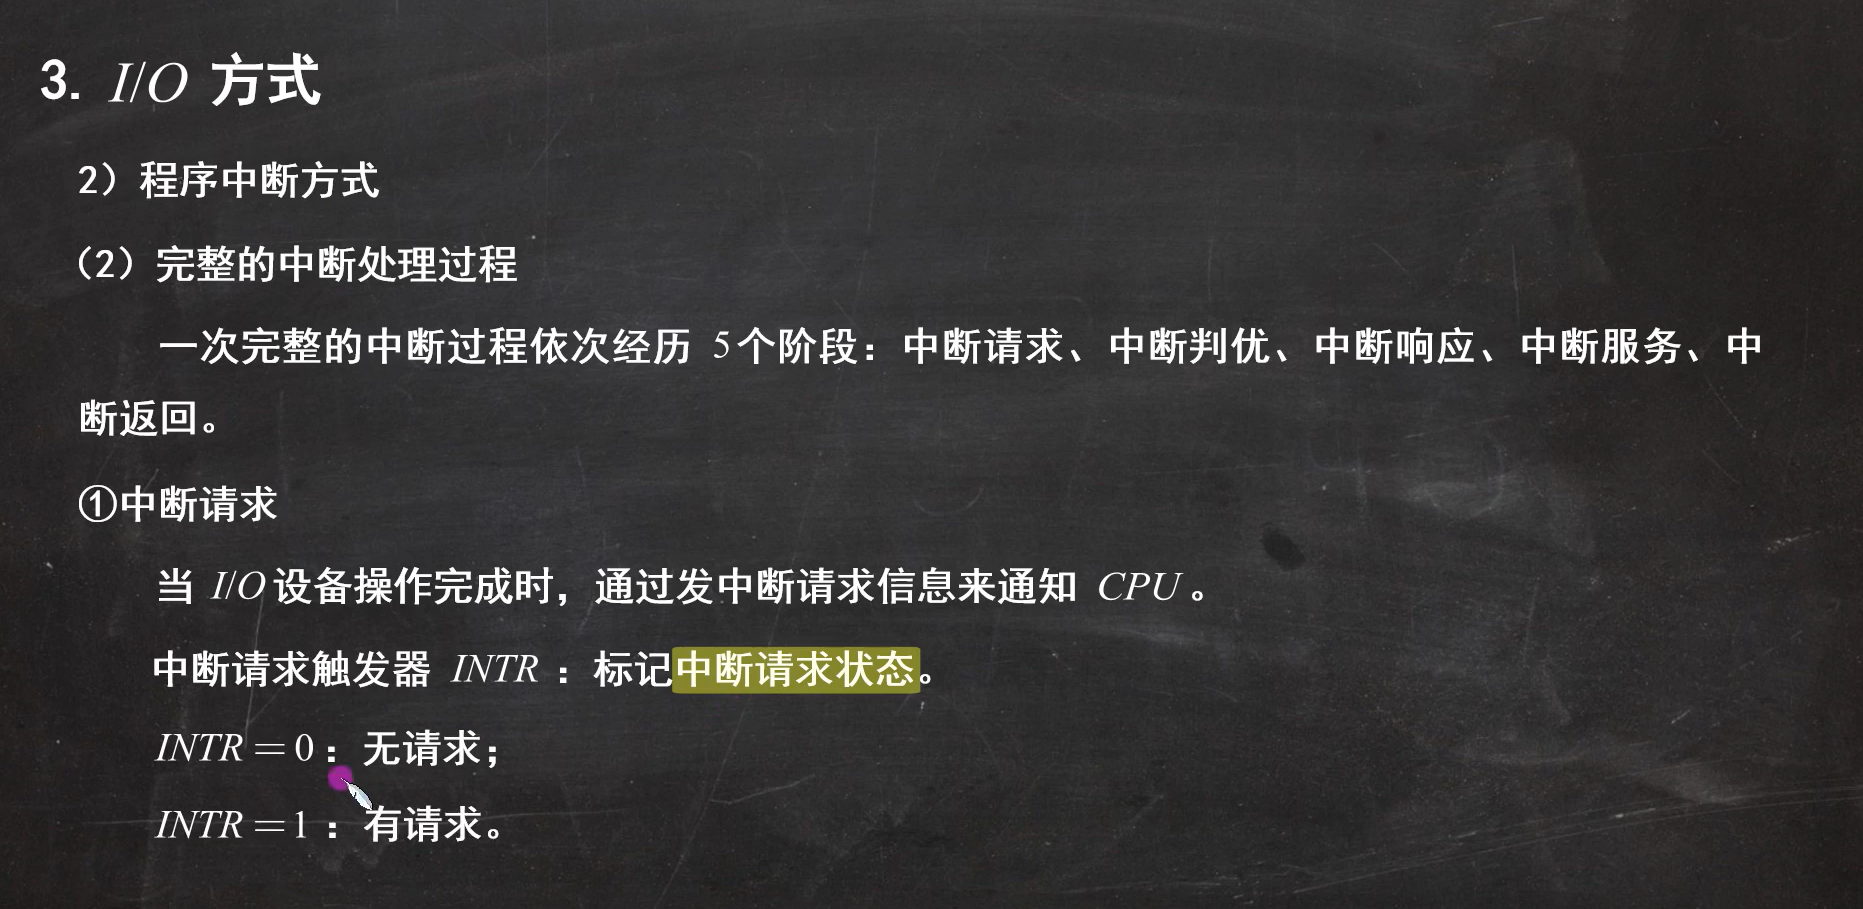 3. I/O 方式
2）程序中断方式
（2）完整的中断处理过程
一次完整的中断过程依次经历 5个阶段：中断请求、中断判优、中断响应、中断服务、中
断返回。
①中断请求
当 I/O设备操作完成时，通过发中断请求信息来通知 CPU。
中断请求触发器 INTR：标记中断请求状态。
INTR＝0：无请求；
INTR＝1：有请求。